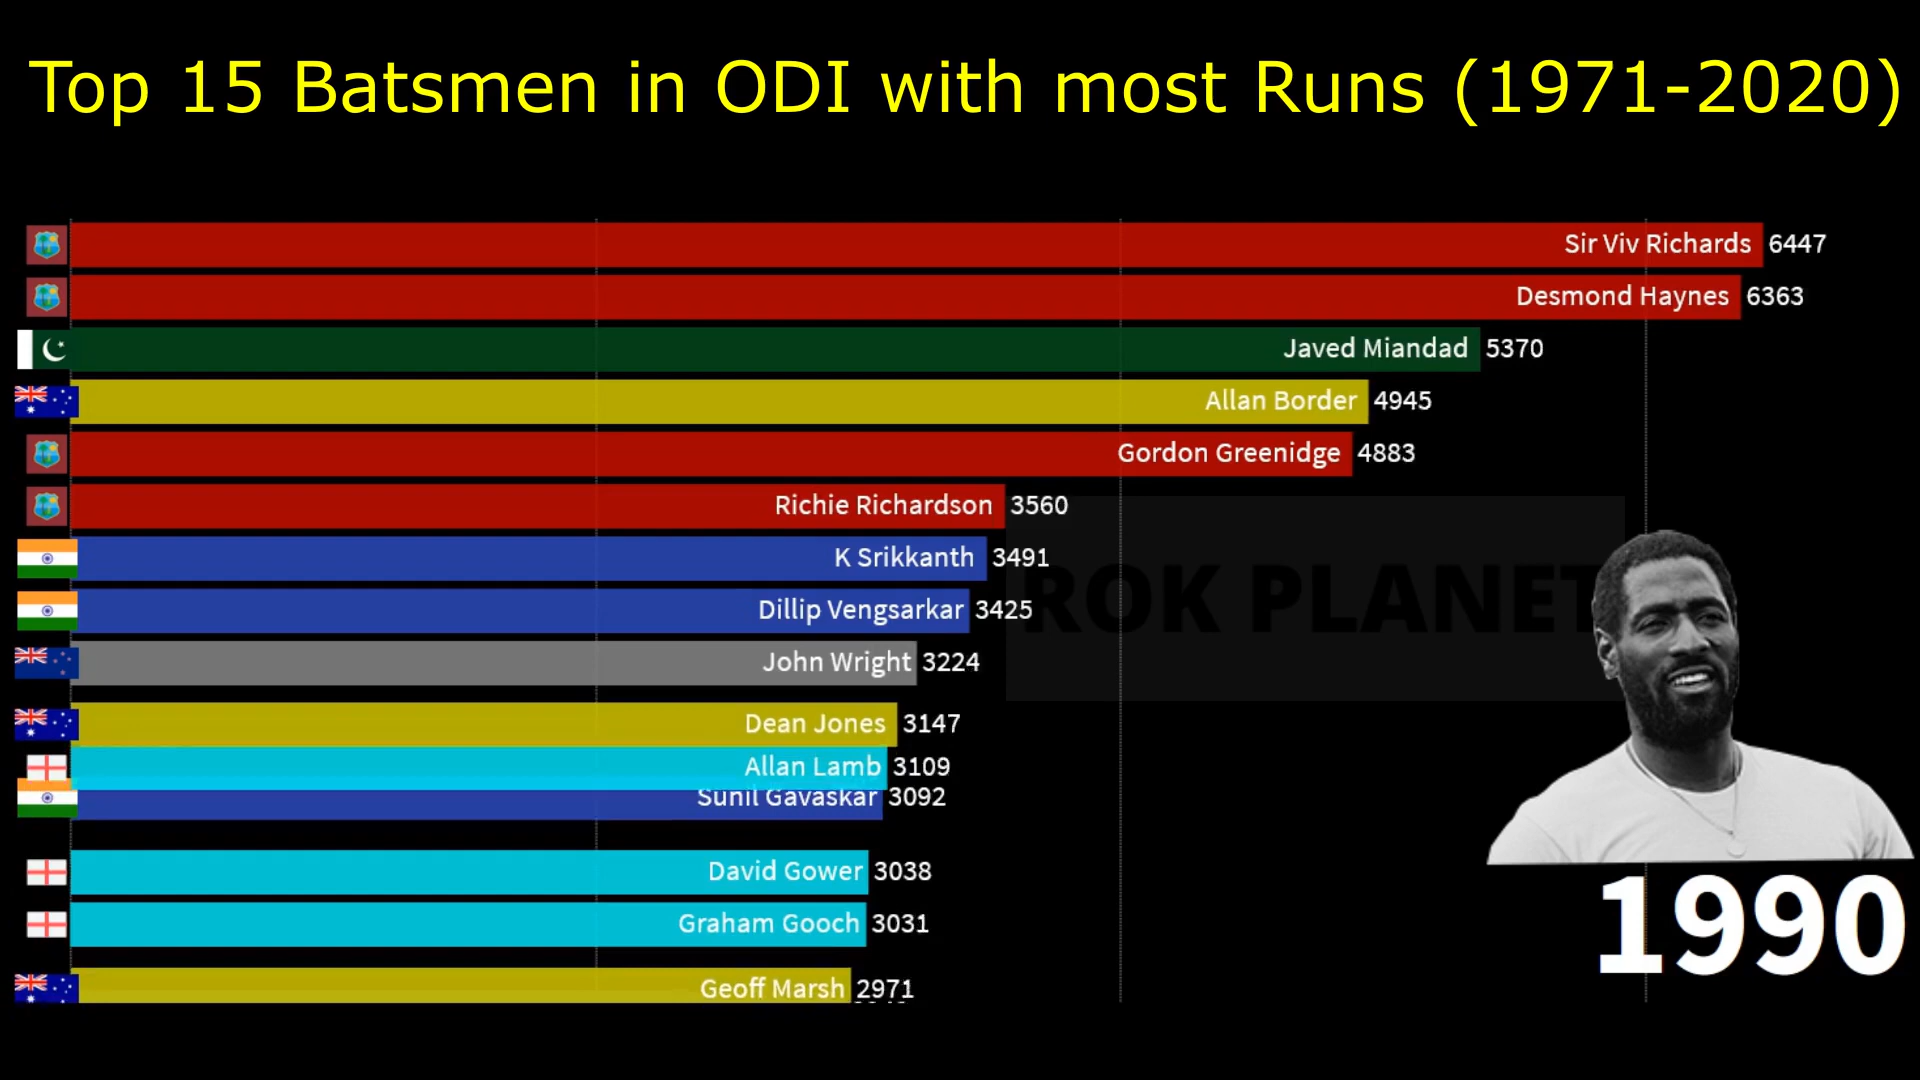 Top 15 Batsmen in ODI with most Runs (1971-2020)
Sir Viv Richards 6447
Desmond Haynes 6363
Javed Miandad 5370
Allan Border 4945
Gordon Greenidge 4883
Richie Richardson 3560
K Srikkanth 3491
Dillip Vengsarkar 3425
ROK PLANET
John Wright 3224
Dean Jones 3147
Allan Lamb 3109
Sunil Gavaskar 3092
David Gower 3038
Graham Gooch 3031
Geoff Marsh 2971
1990